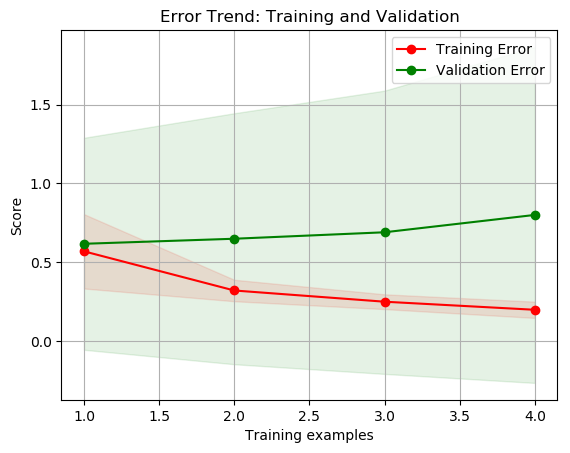 Error Trend: Training and Validation
Training Error
Validation Error
1.5
1.0
0.5
0.0
Score
1.0 1.5 2.0 2.5 3.0 3.5 4.0
Training examples